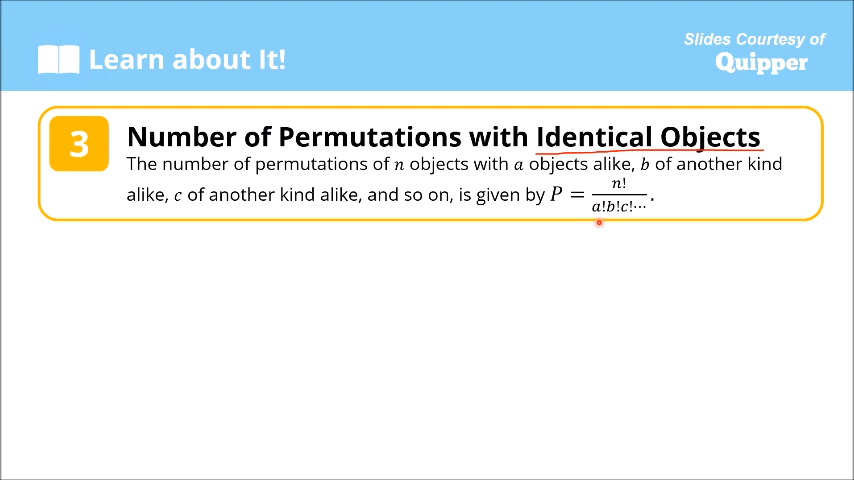 Slides Courtesy of
Quipper
Learn about It!
3
Number of Permutations with Identical Objects
The number of permutations of n objects with a objects alike, b of another kind
alike, c of another kind alike, and so on, is given by P = n!/a!b!c!⋯.